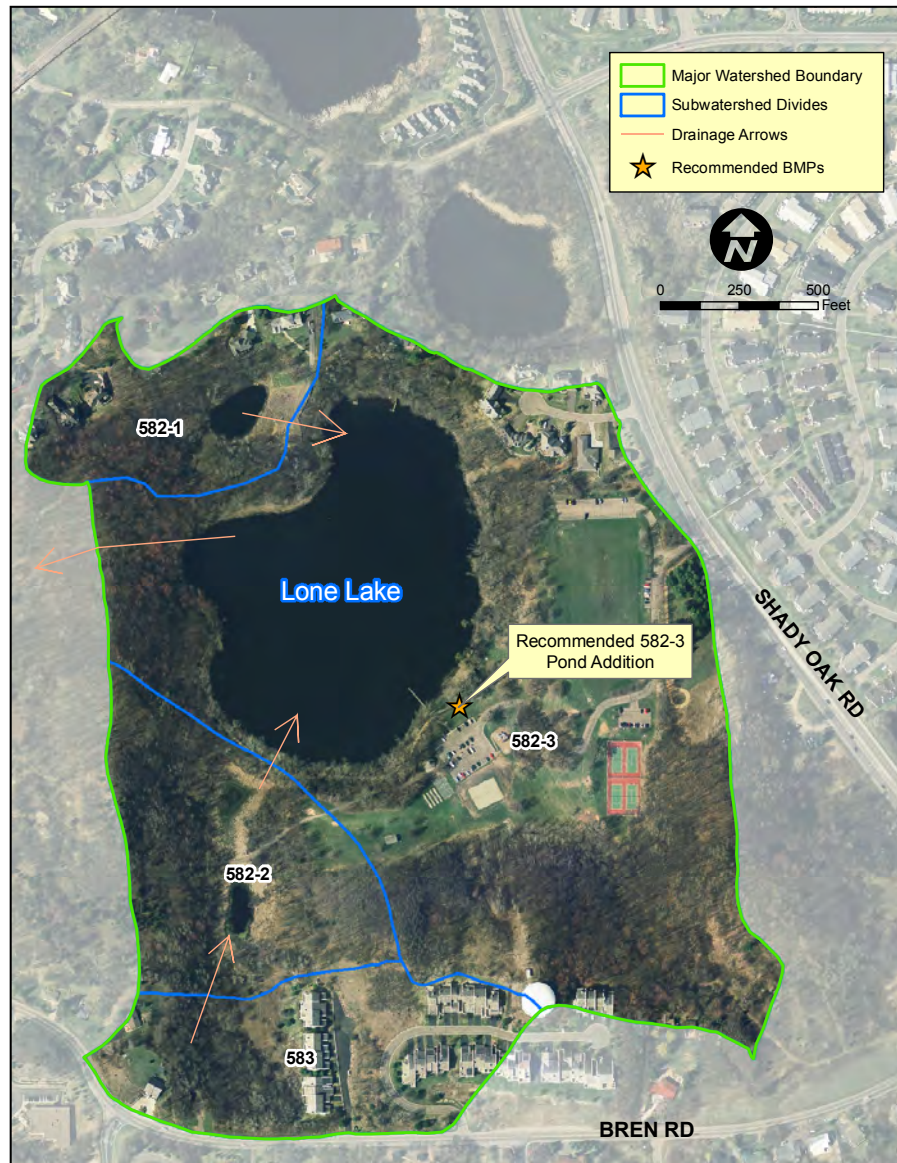 Major Watershed Boundary
Subwatershed Divides
Drainage Arrows
Recommended BMPs
N
0 250 500
Feet
582-1
Lone Lake
Recommended 582-3
Pond Addition
SHADY OAK RD
582-3
582-2
583
BREN RD